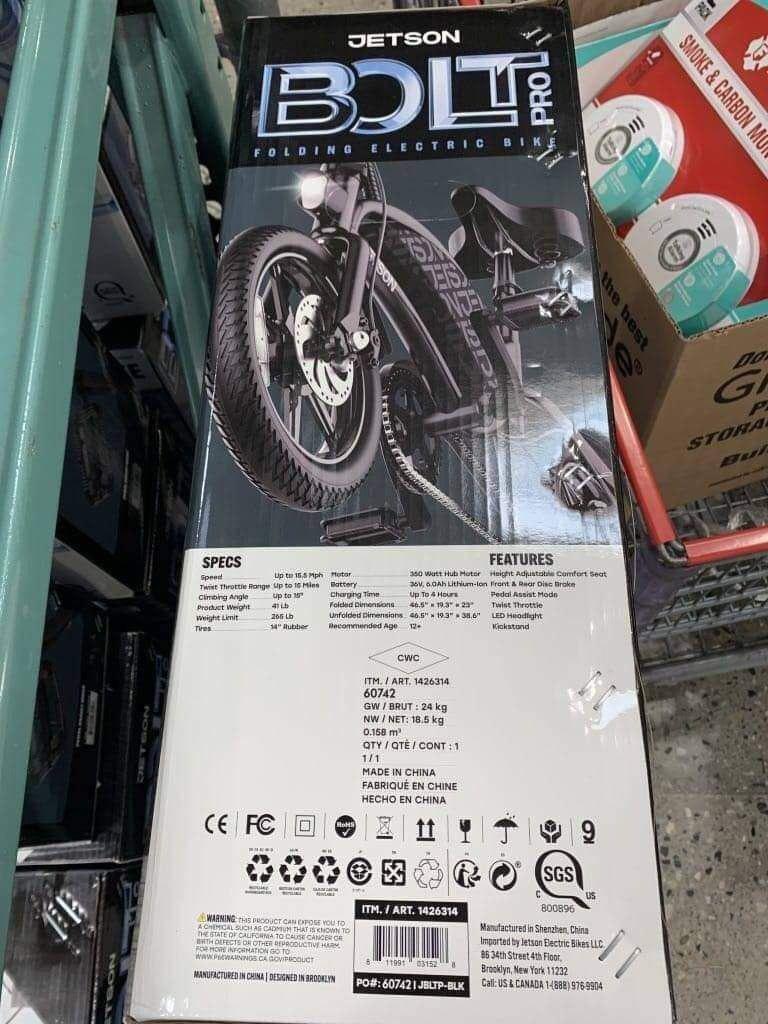 JETSON
BOLT PRO
FOLDING ELECTRIC BIKE
PACK
SMOKE & CARBON MON
the best
JETSON
SPECS
Speed Up to 15.5 Mph
Twist Throttle Range Up to 15 Miles
Climbing Angle Up to 15°
Product Weight 41 Lb
Weight Limit 265 Lb
Tires 14" Rubber
Motor 350 Watt Hub Motor
Battery 36V, 6.0Ah Lithium-Ion
Charging Time Up To 4 Hours
Folded Dimensions 46.5" × 19.3" × 23"
Unfolded Dimensions 46.5" × 19.3" × 38.6"
Recommended Age 12+
FEATURES
Height Adjustable Comfort Seat
Front & Rear Disc Brake
Pedal Assist Mode
Twist Throttle
LED Headlight
Kickstand
CWC
ITM. / ART. 1426314
60742
GW / BRUT : 24 kg
NW / NET: 18.5 kg
0.158 m³
QTY / QTÉ / CONT : 1
1 / 1
MADE IN CHINA
FABRIQUÉ EN CHINE
HECHO EN CHINA
CE FC RoHS
SGS
C US
800896
WARNING: THIS PRODUCT CAN EXPOSE YOU TO
A CHEMICAL SUCH AS CADMIUM THAT IS KNOWN TO
THE STATE OF CALIFORNIA TO CAUSE CANCER OR
BIRTH DEFECTS OR OTHER REPRODUCTIVE HARM.
FOR MORE INFORMATION GO TO
WWW.P65WARNINGS.CA.GOV/PRODUCT
MANUFACTURED IN CHINA | DESIGNED IN BROOKLYN
ITM. / ART. 1426314
8 11991 03152 8
PO#: 60742 | JBLTP-BLK
Manufactured in Shenzhen, China
Imported by Jetson Electric Bikes LLC
86 34th Street 4th Floor,
Brooklyn, New York 11232
Call: US & CANADA 1-(888) 976-9904
JETSON